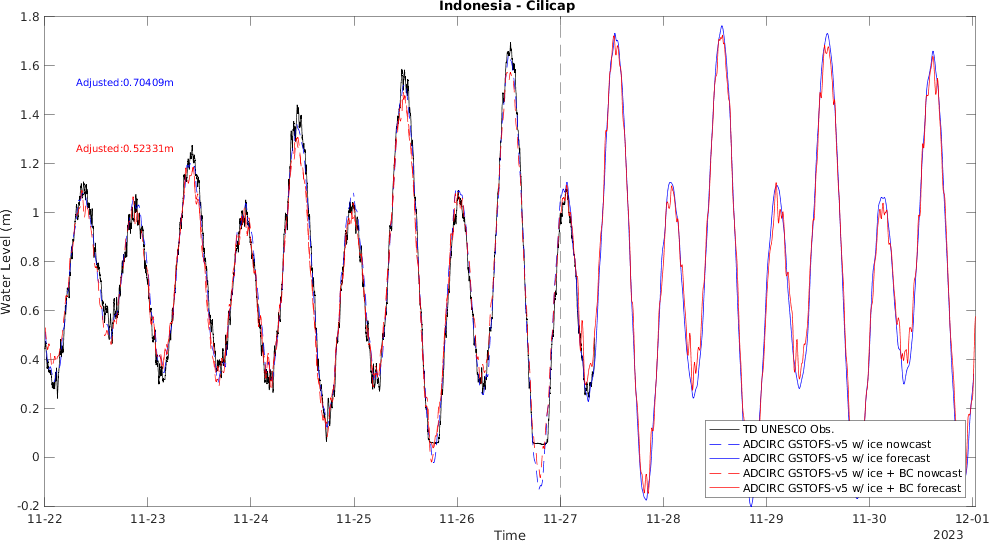 Indonesia - Cilicap
Adjusted:0.70409m
Adjusted:0.52331m
Water Level (m)
1.8
1.6
1.4
1.2
1
0.8
0.6
0.4
0.2
0
-0.2
TD UNESCO Obs.
ADCIRC GSTOFS-v5 w/ ice nowcast
ADCIRC GSTOFS-v5 w/ ice forecast
ADCIRC GSTOFS-v5 w/ ice + BC nowcast
ADCIRC GSTOFS-v5 w/ ice + BC forecast
11-22 11-23 11-24 11-25 11-26 11-27 11-28 11-29 11-30 12-01
Time
2023